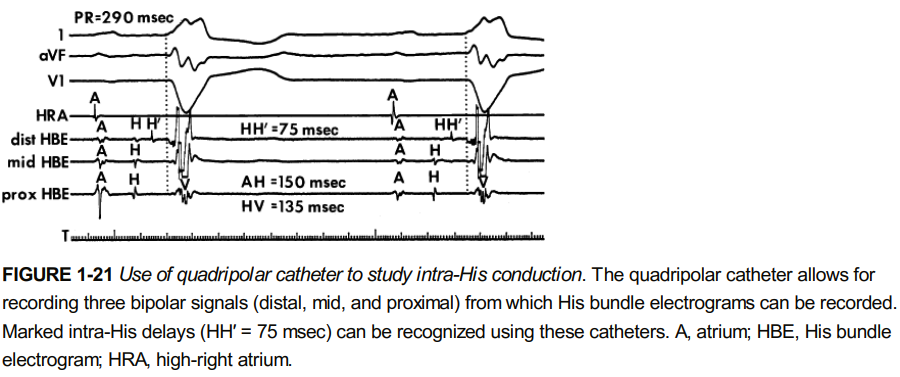 PR=290 msec
1
aVF
V1
A A
HRA
A H H' HH'=75 msec A HH'
dist HBE
A H A H
mid HBE
A H V AH =150 msec A H V
prox HBE HV =135 msec
T
FIGURE 1-21 Use of quadripolar catheter to study intra-His conduction. The quadripolar catheter allows for
recording three bipolar signals (distal, mid, and proximal) from which His bundle electrograms can be recorded.
Marked intra-His delays (HH′ = 75 msec) can be recognized using these catheters. A, atrium; HBE, His bundle
electrogram; HRA, high-right atrium.